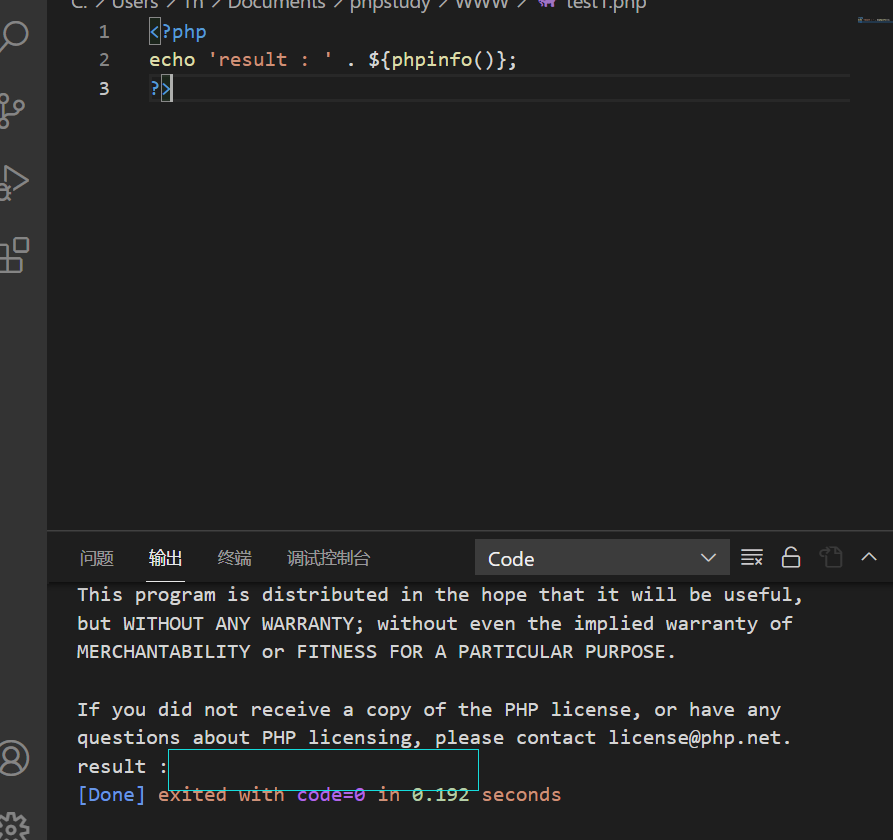 C: > Users > Th > Documents > phpstudy > WWW > test1.php
1 <?php
2 echo 'result : ' . ${phpinfo()};
3 ?>
问题 输出 终端 调试控制台 Code
This program is distributed in the hope that it will be useful,
but WITHOUT ANY WARRANTY; without even the implied warranty of
MERCHANTABILITY or FITNESS FOR A PARTICULAR PURPOSE.
If you did not receive a copy of the PHP license, or have any
questions about PHP licensing, please contact license@php.net.
result :
[Done] exited with code=0 in 0.192 seconds